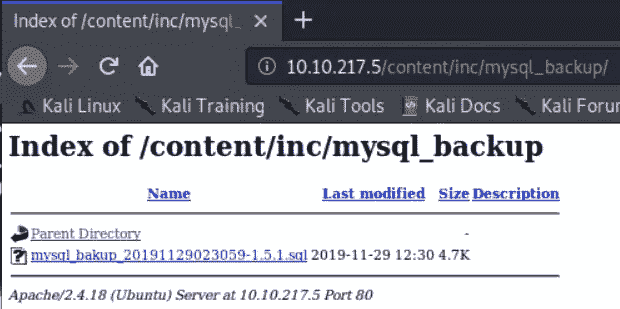 Index of /content/inc/mysql_
10.10.217.5/content/inc/mysql_backup/
Kali Linux Kali Training Kali Tools Kali Docs Kali Forum
Index of /content/inc/mysql_backup
Name Last modified Size Description
Parent Directory -
mysql_bakup_20191129023059-1.5.1.sql 2019-11-29 12:30 4.7K
Apache/2.4.18 (Ubuntu) Server at 10.10.217.5 Port 80